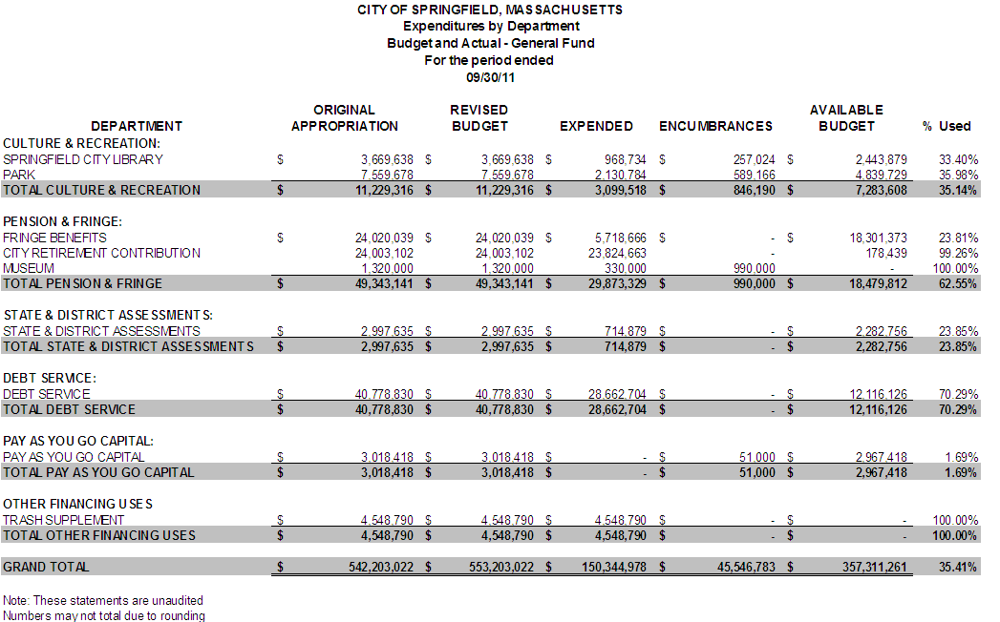 CITY OF SPRINGFIELD, MASSACHUSETTS
Expenditures by Department
Budget and Actual - General Fund
For the period ended
09/30/11
ORIGINAL REVISED AVAILABLE
DEPARTMENT APPROPRIATION BUDGET EXPENDED ENCUMBRANCES BUDGET % Used
CULTURE & RECREATION:
SPRINGFIELD CITY LIBRARY $ 3,669,638 $ 3,669,638 $ 968,734 $ 257,024 $ 2,443,879 33.40%
PARK 7,559,678 7,559,678 2,130,784 589,166 4,839,729 35.98%
TOTAL CULTURE & RECREATION $ 11,229,316 $ 11,229,316 $ 3,099,518 $ 846,190 $ 7,283,608 35.14%
PENSION & FRINGE:
FRINGE BENEFITS $ 24,020,039 $ 24,020,039 $ 5,718,666 $ - $ 18,301,373 23.81%
CITY RETIREMENT CONTRIBUTION 24,003,102 24,003,102 23,824,663 - 178,439 99.26%
MUSEUM 1,320,000 1,320,000 330,000 990,000 - 100.00%
TOTAL PENSION & FRINGE $ 49,343,141 $ 49,343,141 $ 29,873,329 $ 990,000 $ 18,479,812 62.55%
STATE & DISTRICT ASSESSMENTS:
STATE & DISTRICT ASSESSMENTS $ 2,997,635 $ 2,997,635 $ 714,879 $ - $ 2,282,756 23.85%
TOTAL STATE & DISTRICT ASSESSMENTS $ 2,997,635 $ 2,997,635 $ 714,879 $ - $ 2,282,756 23.85%
DEBT SERVICE:
DEBT SERVICE $ 40,778,830 $ 40,778,830 $ 28,662,704 $ - $ 12,116,126 70.29%
TOTAL DEBT SERVICE $ 40,778,830 $ 40,778,830 $ 28,662,704 $ - $ 12,116,126 70.29%
PAY AS YOU GO CAPITAL:
PAY AS YOU GO CAPITAL $ 3,018,418 $ 3,018,418 $ - $ 51,000 $ 2,967,418 1.69%
TOTAL PAY AS YOU GO CAPITAL $ 3,018,418 $ 3,018,418 $ - $ 51,000 $ 2,967,418 1.69%
OTHER FINANCING USES
TRASH SUPPLEMENT $ 4,548,790 $ 4,548,790 $ 4,548,790 $ - $ - 100.00%
TOTAL OTHER FINANCING USES $ 4,548,790 $ 4,548,790 $ 4,548,790 $ - $ - 100.00%
GRAND TOTAL $ 542,203,022 $ 553,203,022 $ 150,344,978 $ 45,546,783 $ 357,311,261 35.41%
Note: These statements are unaudited
Numbers may not total due to rounding